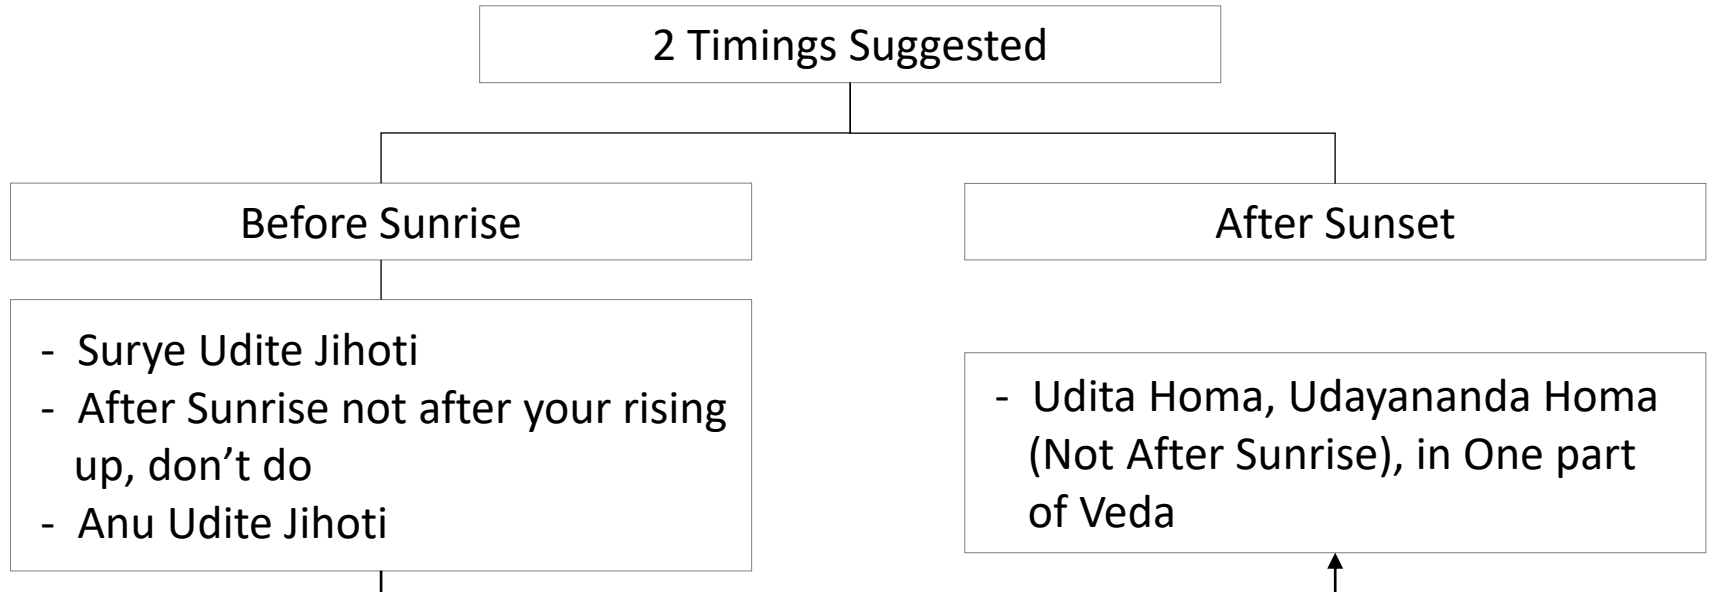 2 Timings Suggested
Before Sunrise
After Sunset
- Surye Udite Jihoti
- After Sunrise not after your rising
up, don’t do
- Anu Udite Jihoti
- Udita Homa, Udayananda Homa
(Not After Sunrise), in One part
of Veda